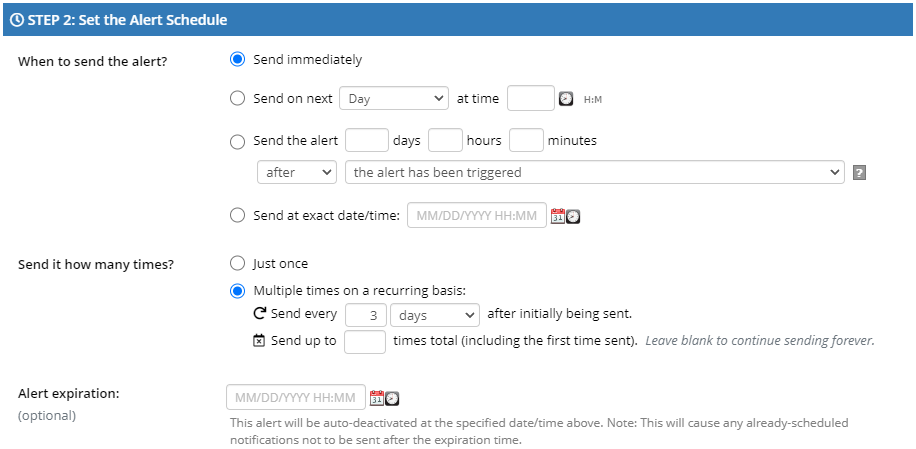 STEP 2: Set the Alert Schedule
When to send the alert?
Send immediately
Send on next Day at time H:M
Send the alert days hours minutes
after the alert has been triggered ?
Send at exact date/time: MM/DD/YYYY HH:MM 31
Send it how many times?
Just once
Multiple times on a recurring basis:
Send every 3 days after initially being sent.
Send up to times total (including the first time sent). Leave blank to continue sending forever.
Alert expiration:
(optional)
MM/DD/YYYY HH:MM 31
This alert will be auto-deactivated at the specified date/time above. Note: This will cause any already-scheduled
notifications not to be sent after the expiration time.